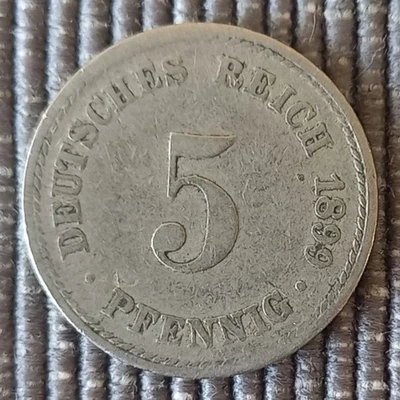 DEUTSCHES REICH 1899
5
PFENNIG